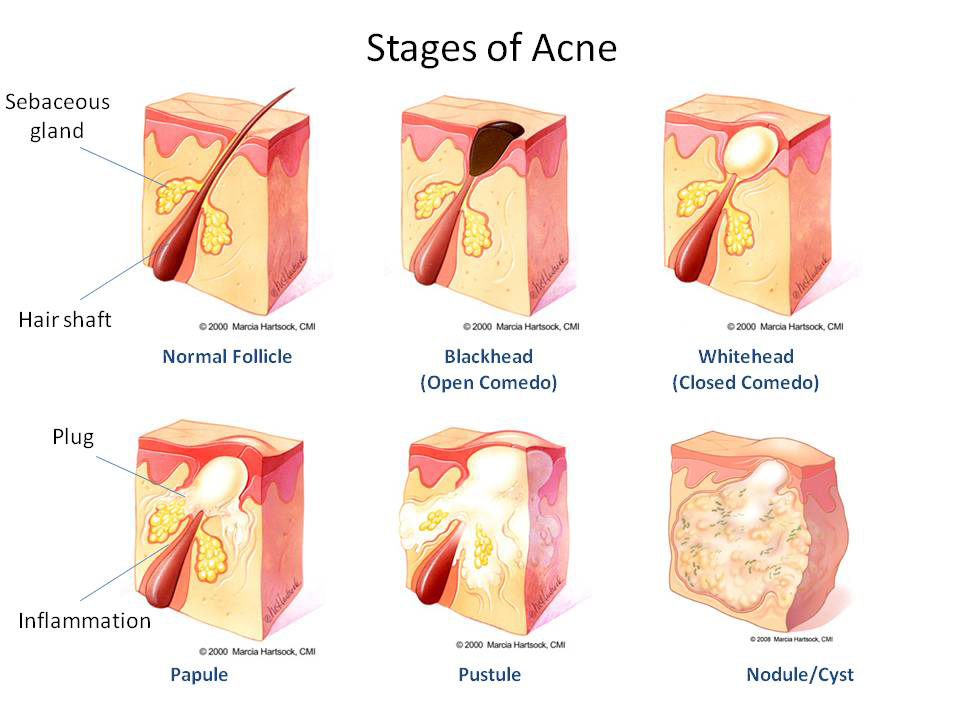 Stages of Acne
Sebaceous
gland
Hair shaft
© 2000 Marcia Hartsock, CMI
© 2000 Marcia Hartsock, CMI
© 2000 Marcia Hartsock, CMI
Normal Follicle
Blackhead
(Open Comedo)
Whitehead
(Closed Comedo)
Plug
Inflammation
© 2000 Marcia Hartsock, CMI
© 2000 Marcia Hartsock, CMI
© 2008 Marcia Hartsock, CMI
Papule
Pustule
Nodule/Cyst